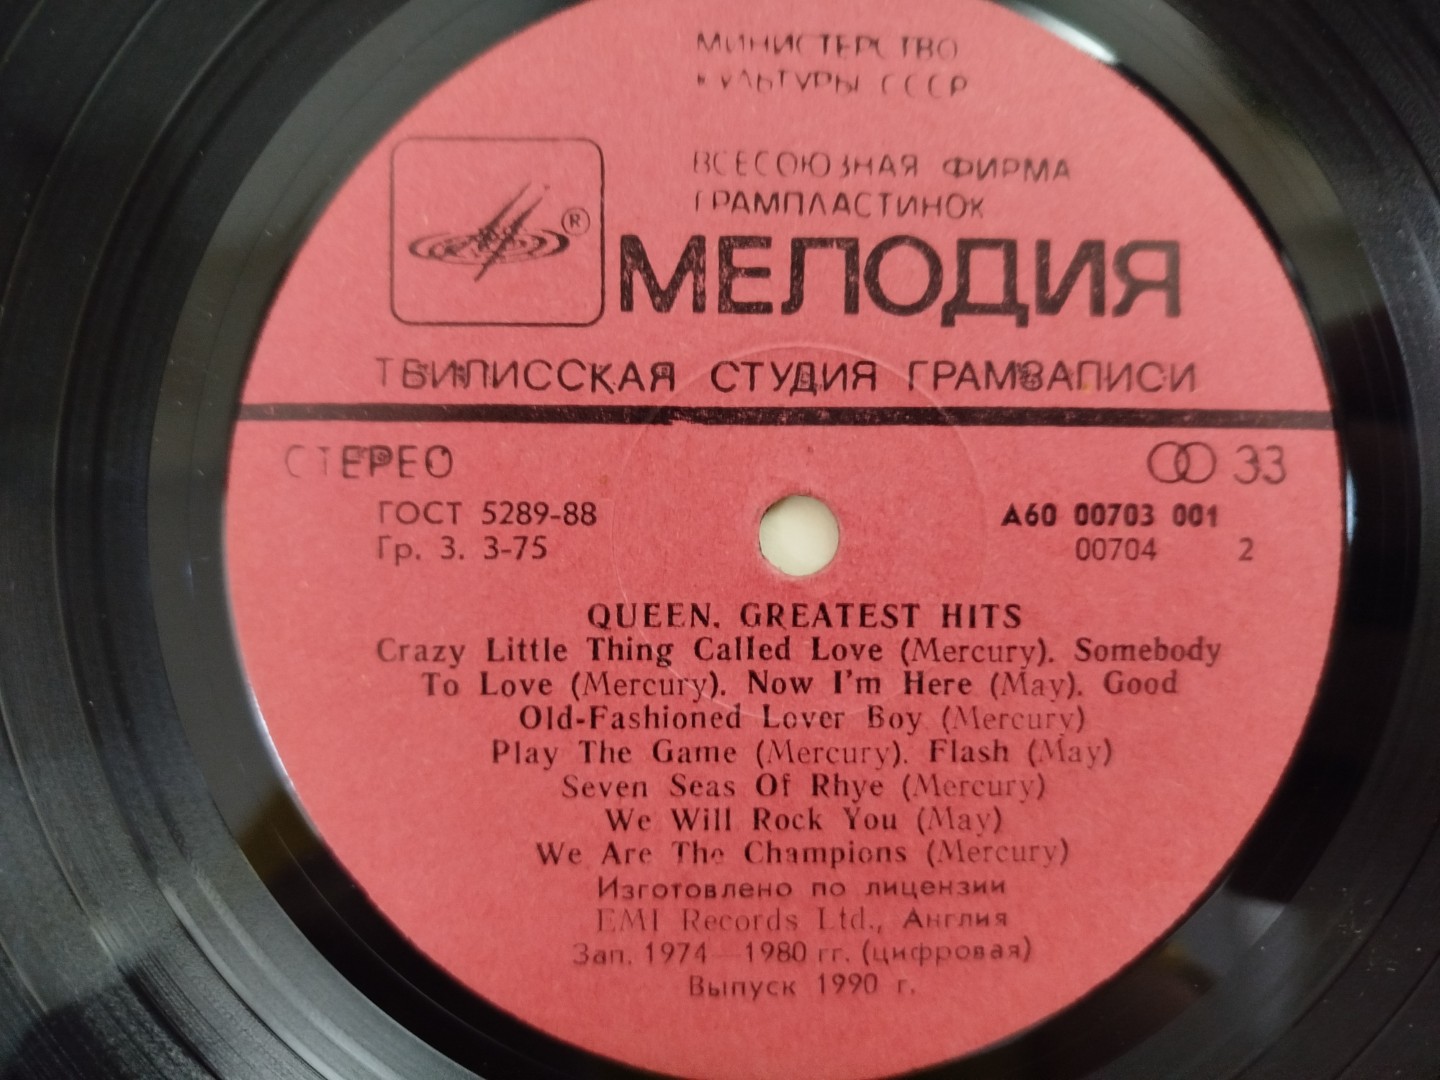 МИНИСТЕРСТВО
КУЛЬТУРЫ СССР
ВСЕСОЮЗНАЯ ФИРМА
ГРАМПЛАСТИНОК
®
МЕЛОДИЯ
ТБИЛИССКАЯ СТУДИЯ ГРАМЗАПИСИ
СТЕРЕО
33
ГОСТ 5289-88
А60 00703 001
Гр. 3. 3-75
00704 2
QUEEN. GREATEST HITS
Crazy Little Thing Called Love (Mercury). Somebody
To Love (Mercury). Now I'm Here (May). Good
Old-Fashioned Lover Boy (Mercury)
Play The Game (Mercury). Flash (May)
Seven Seas Of Rhye (Mercury)
We Will Rock You (May)
We Are The Champions (Mercury)
Изготовлено по лицензии
EMI Records Ltd., Англия
Зап. 1974—1980 гг. (цифровая)
Выпуск 1990 г.